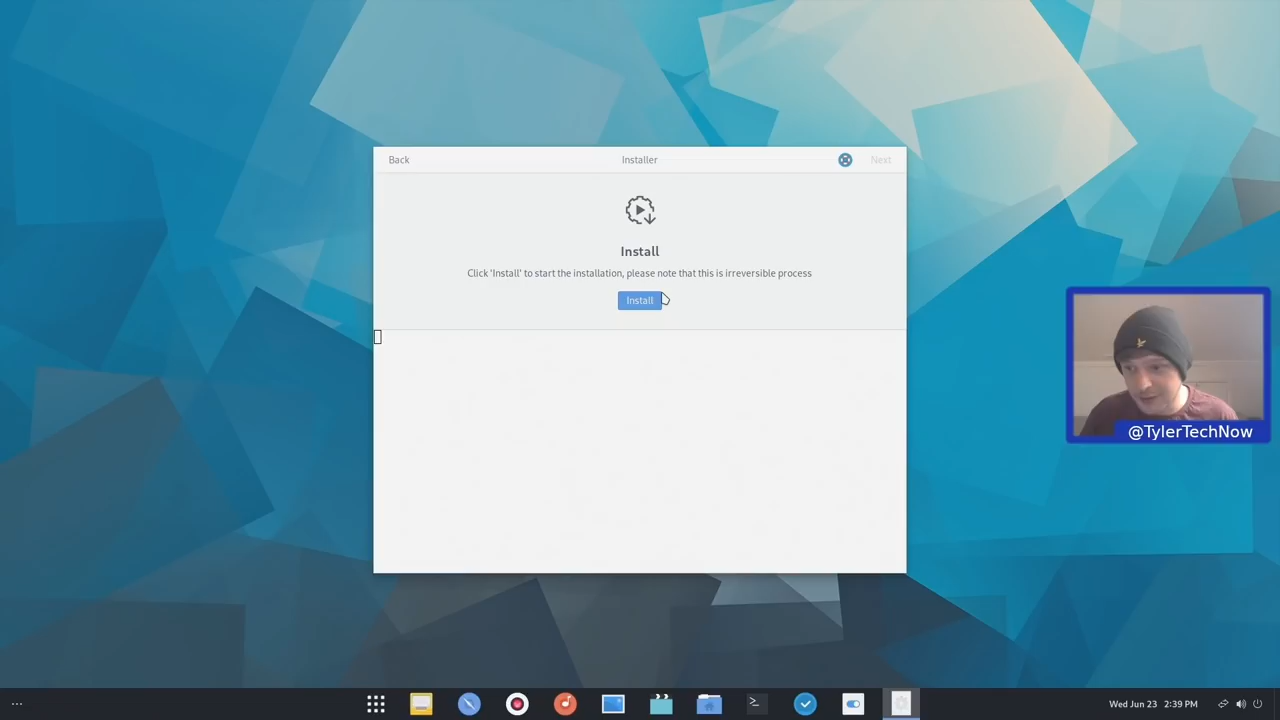 Back
Installer
Next
Install
Click 'Install' to start the installation, please note that this is irreversible process
Install
@TylerTechNow
Wed Jun 23 2:39 PM